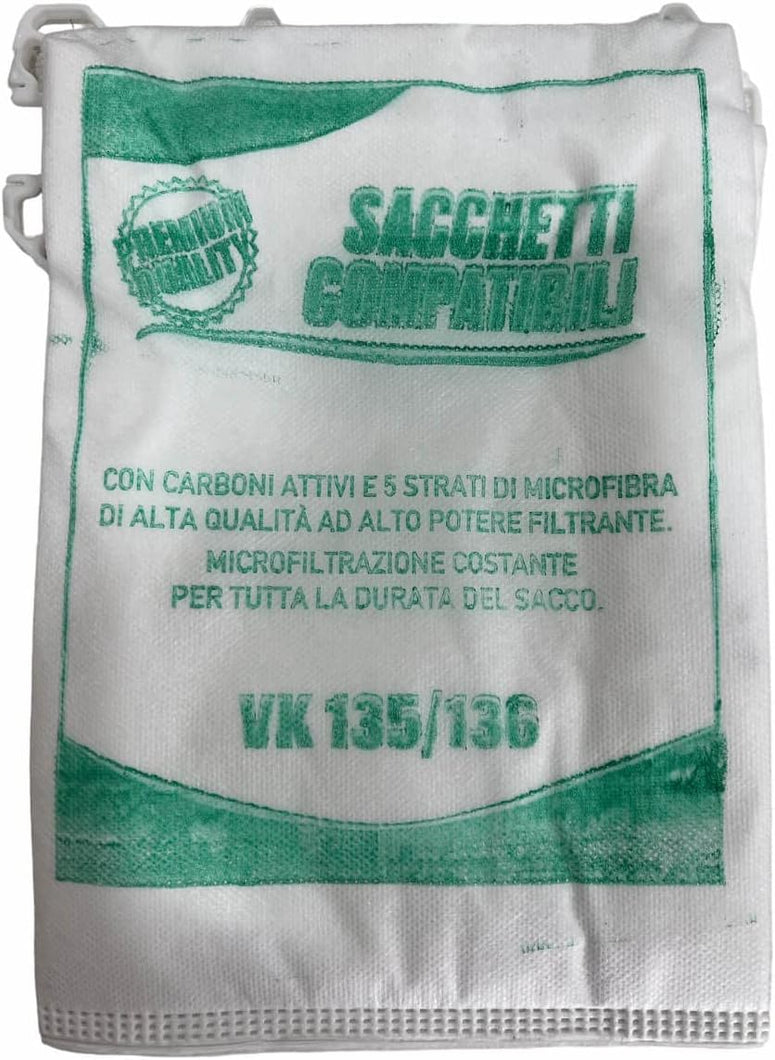 PREMIUM
QUALITY
SACCHETTI
COMPATIBILI
CON CARBONI ATTIVI E 5 STRATI DI MICROFIBRA
DI ALTA QUALITÀ AD ALTO POTERE FILTRANTE.
MICROFILTRAZIONE COSTANTE
PER TUTTA LA DURATA DEL SACCO.
VK 135/136